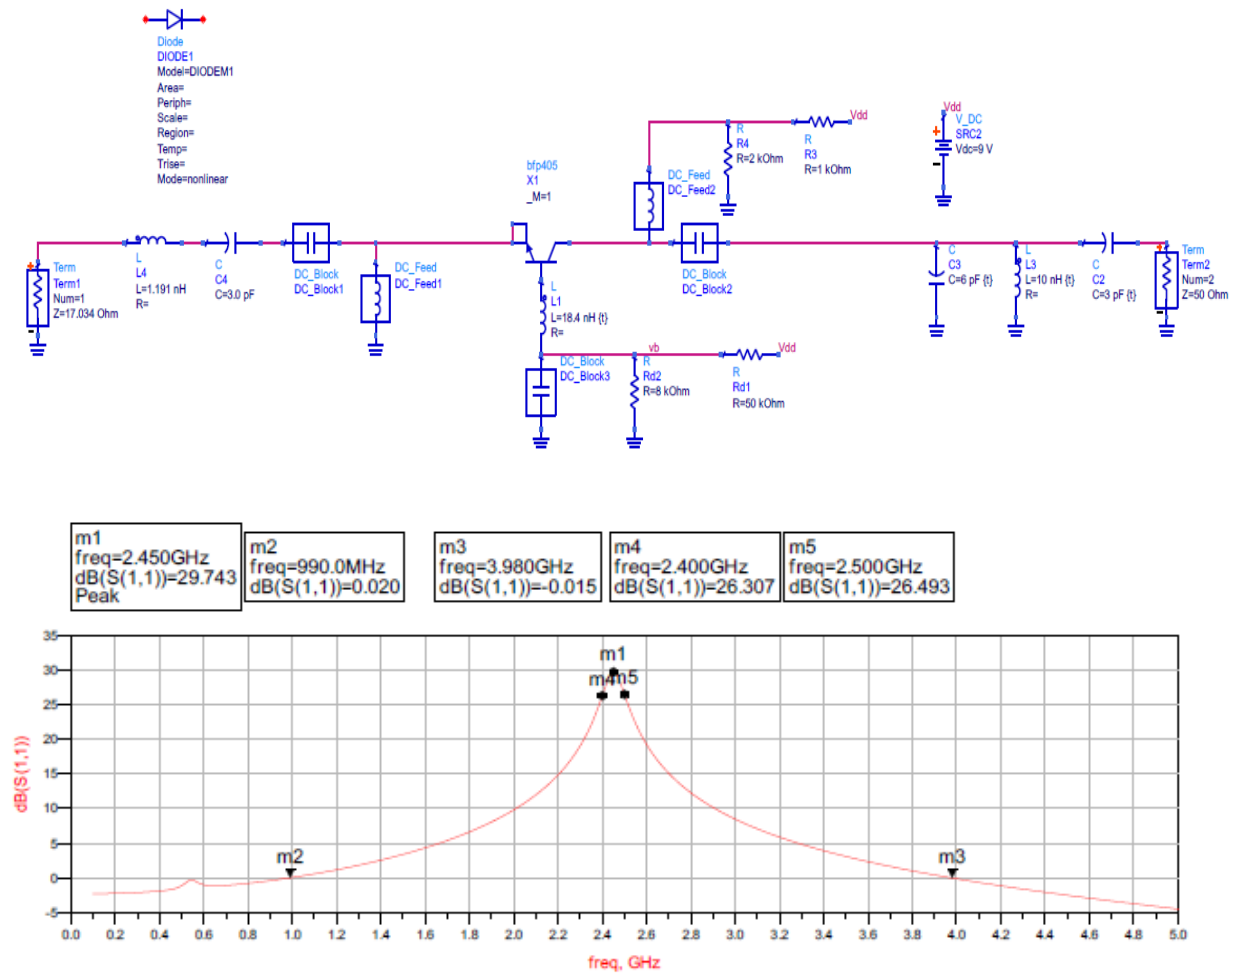 Diode
DIODE1
Model=DIODEM1
Area=
Periph=
Scale=
Region=
Temp=
Trise=
Mode=nonlinear
bfp405
X1
_M=1
R
R4
R=2 kOhm
Vdd
R
R3
R=1 kOhm
Vdd
V_DC
SRC2
Vdc=9 V
+
-
DC_Feed
DC_Feed2
+
Term
Term1
Num=1
Z=17.034 Ohm
-
L
L4
L=1.191 nH
R=
C
C4
C=3.0 pF
DC_Block
DC_Block1
DC_Feed
DC_Feed1
L
L1
L=18.4 nH {t}
R=
DC_Block
DC_Block2
C
C3
C=6 pF {t}
L
L3
L=10 nH {t}
R=
C
C2
C=3 pF {t}
+
Term
Term2
Num=2
Z=50 Ohm
-
DC_Block
DC_Block3
vb
R
Rd2
R=8 kOhm
Vdd
R
Rd1
R=50 kOhm
m1
freq=2.450GHz
dB(S(1,1))=29.743
Peak
m2
freq=990.0MHz
dB(S(1,1))=0.020
m3
freq=3.980GHz
dB(S(1,1))=-0.015
m4
freq=2.400GHz
dB(S(1,1))=26.307
m5
freq=2.500GHz
dB(S(1,1))=26.493
dB(S(1,1))
35
30
25
20
15
10
5
0
-5
m1
m4
m5
m2
m3
0.0 0.2 0.4 0.6 0.8 1.0 1.2 1.4 1.6 1.8 2.0 2.2 2.4 2.6 2.8 3.0 3.2 3.4 3.6 3.8 4.0 4.2 4.4 4.6 4.8 5.0
freq, GHz